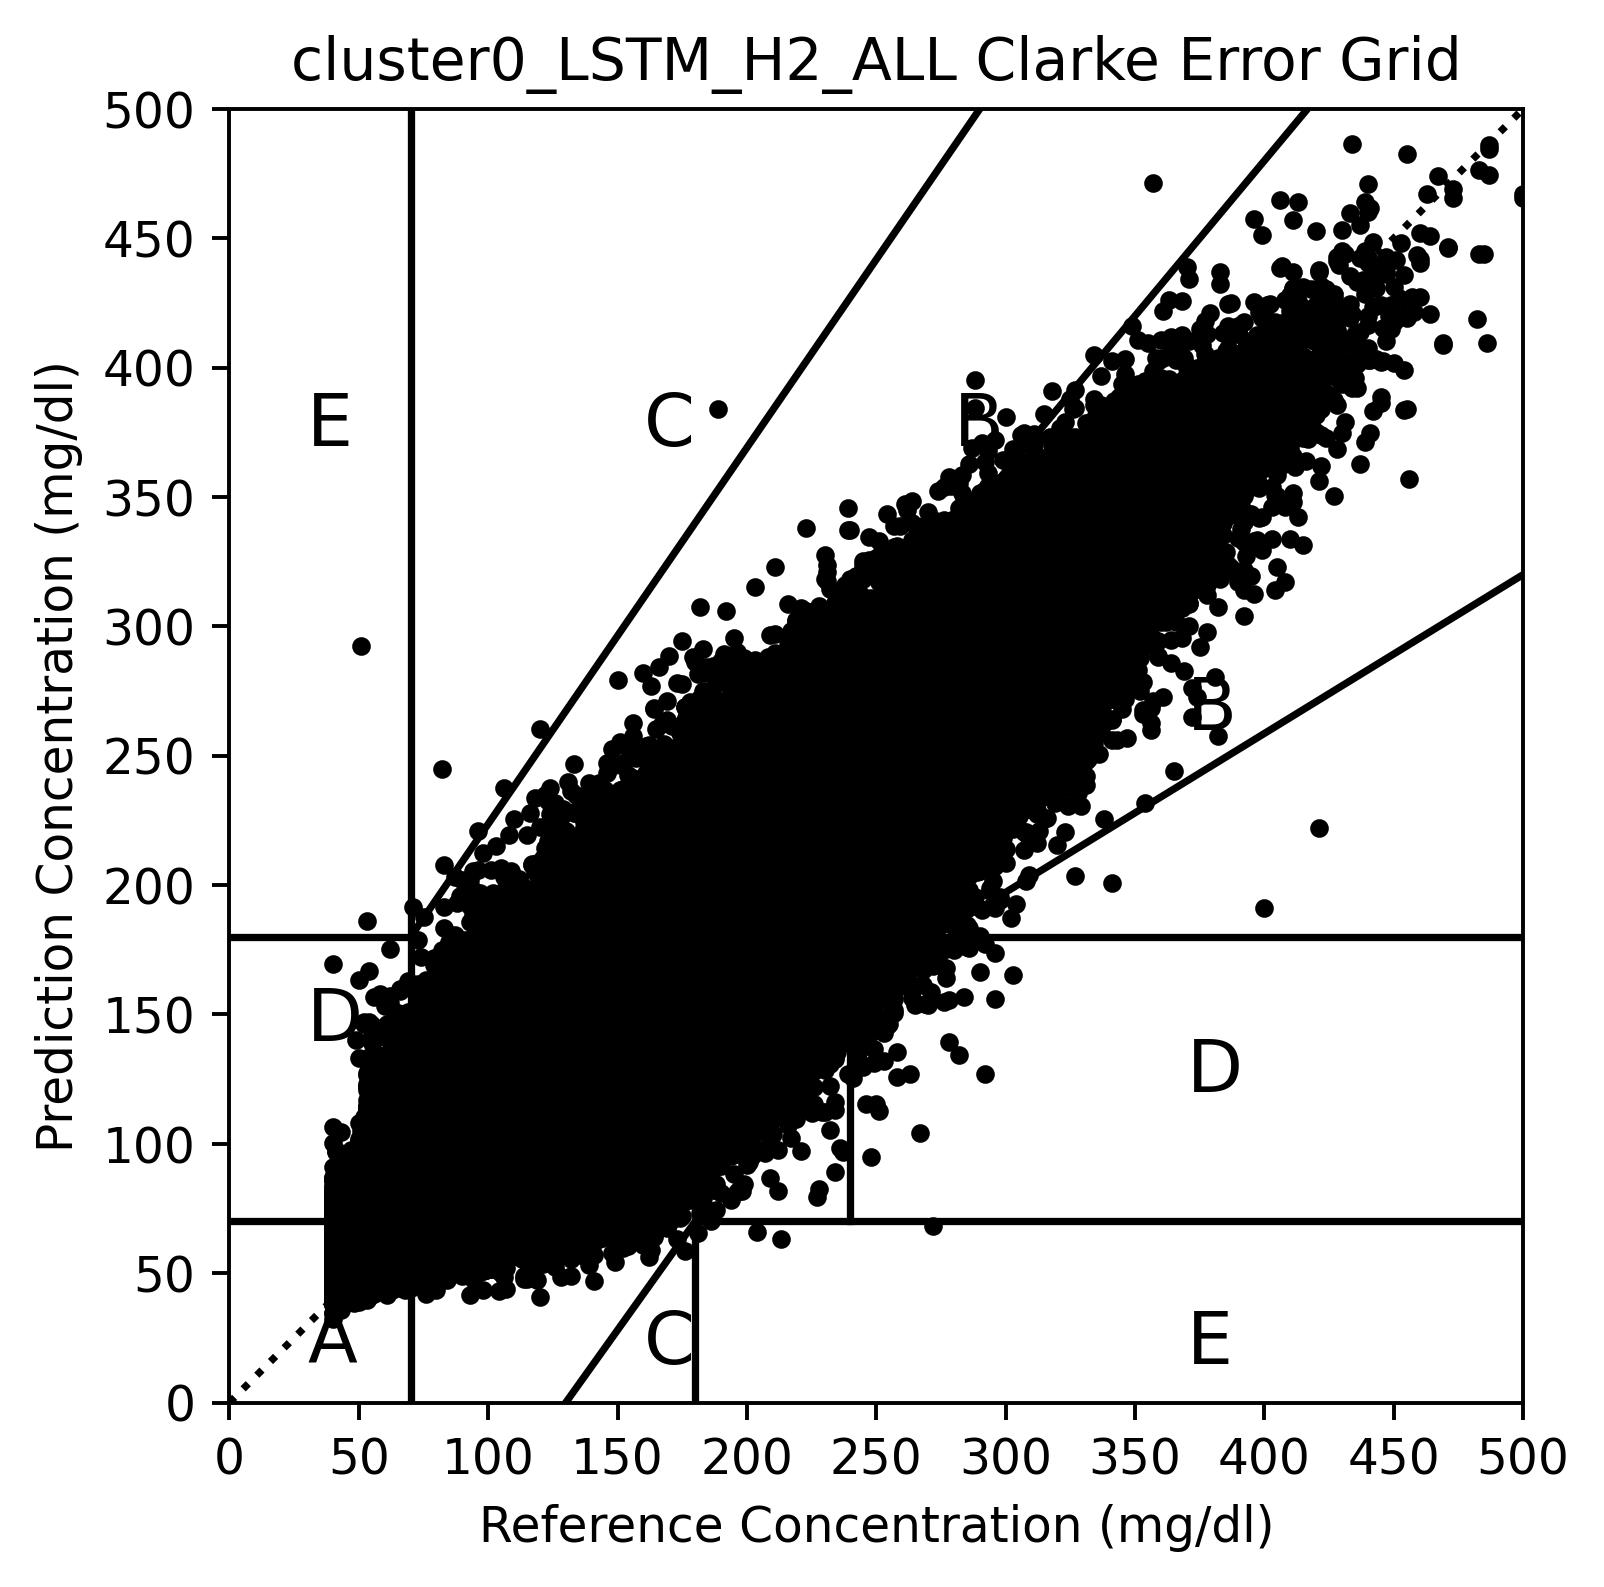 cluster0_LSTM_H2_ALL Clarke Error Grid
Prediction Concentration (mg/dl)
500
450
400
350
300
250
200
150
100
50
0
E
C
B
B
D
D
A
C
E
0 50 100 150 200 250 300 350 400 450 500
Reference Concentration (mg/dl)